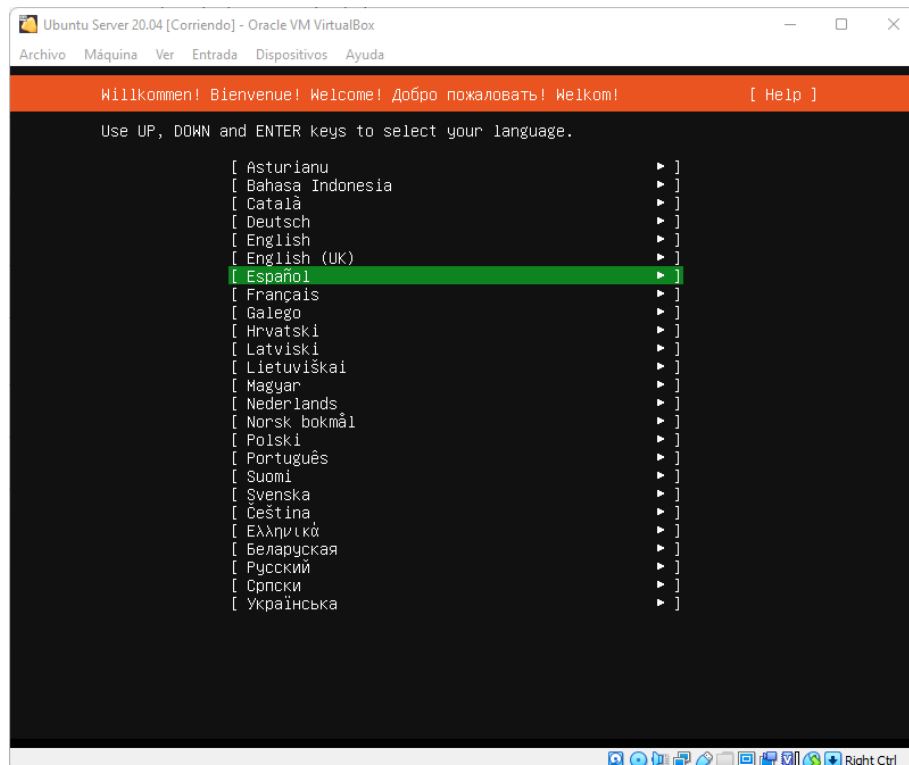 Ubuntu Server 20.04 [Corriendo] - Oracle VM VirtualBox
Archivo Máquina Ver Entrada Dispositivos Ayuda
Willkommen! Bienvenue! Welcome! Добро пожаловать! Welkom! [ Help ]
Use UP, DOWN and ENTER keys to select your language.
[ Asturianu ▸ ]
[ Bahasa Indonesia ▸ ]
[ Català ▸ ]
[ Deutsch ▸ ]
[ English ▸ ]
[ English (UK) ▸ ]
[ Español ▸ ]
[ Français ▸ ]
[ Galego ▸ ]
[ Hrvatski ▸ ]
[ Latviski ▸ ]
[ Lietuviškai ▸ ]
[ Magyar ▸ ]
[ Nederlands ▸ ]
[ Norsk bokmål ▸ ]
[ Polski ▸ ]
[ Português ▸ ]
[ Suomi ▸ ]
[ Svenska ▸ ]
[ Čeština ▸ ]
[ Ελληνικά ▸ ]
[ Беларуская ▸ ]
[ Русский ▸ ]
[ Српски ▸ ]
[ Українська ▸ ]
Right Ctrl